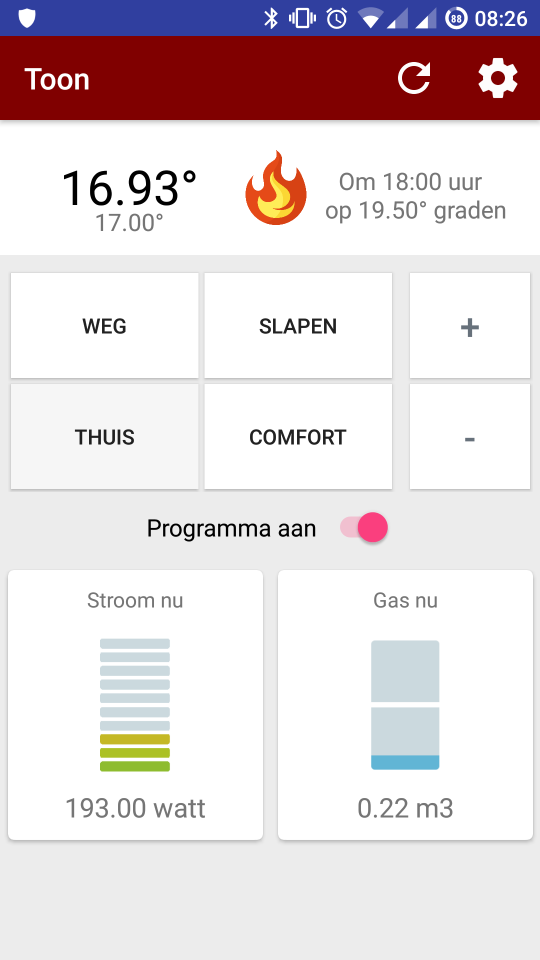 88 08:26
Toon
16.93°
17.00°
Om 18:00 uur
op 19.50° graden
WEG
SLAPEN
+
THUIS
COMFORT
-
Programma aan
Stroom nu
Gas nu
193.00 watt
0.22 m3